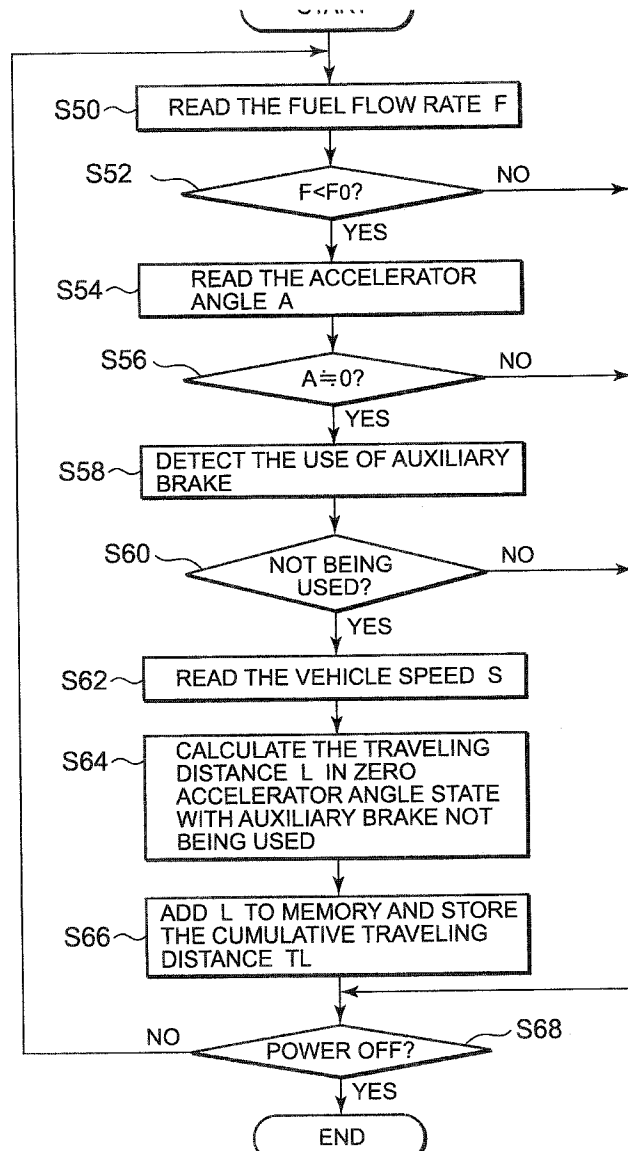 START
S50
READ THE FUEL FLOW RATE F
S52
F<F0?
NO
YES
S54
READ THE ACCELERATOR
ANGLE A
S56
A≒0?
NO
YES
S58
DETECT THE USE OF AUXILIARY
BRAKE
S60
NOT BEING
USED?
NO
YES
S62
READ THE VEHICLE SPEED S
S64
CALCULATE THE TRAVELING
DISTANCE L IN ZERO
ACCELERATOR ANGLE STATE
WITH AUXILIARY BRAKE NOT
BEING USED
S66
ADD L TO MEMORY AND STORE
THE CUMULATIVE TRAVELING
DISTANCE TL
NO
POWER OFF?
S68
YES
END